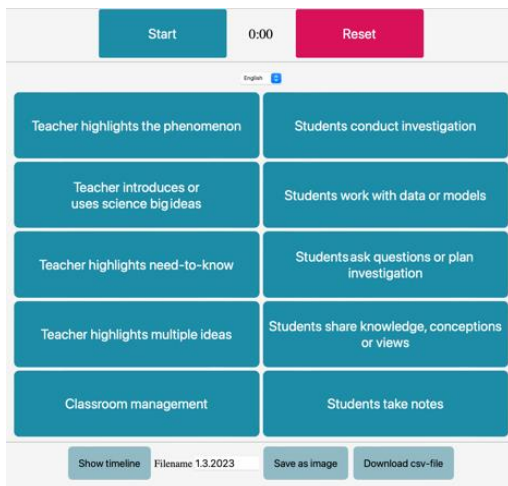 Start 0:00 Reset
English
Teacher highlights the phenomenon
Students conduct investigation
Teacher introduces or
uses science big ideas
Students work with data or models
Teacher highlights need-to-know
Students ask questions or plan
investigation
Teacher highlights multiple ideas
Students share knowledge, conceptions
or views
Classroom management
Students take notes
Show timeline Filename 1.3.2023 Save as image Download csv-file